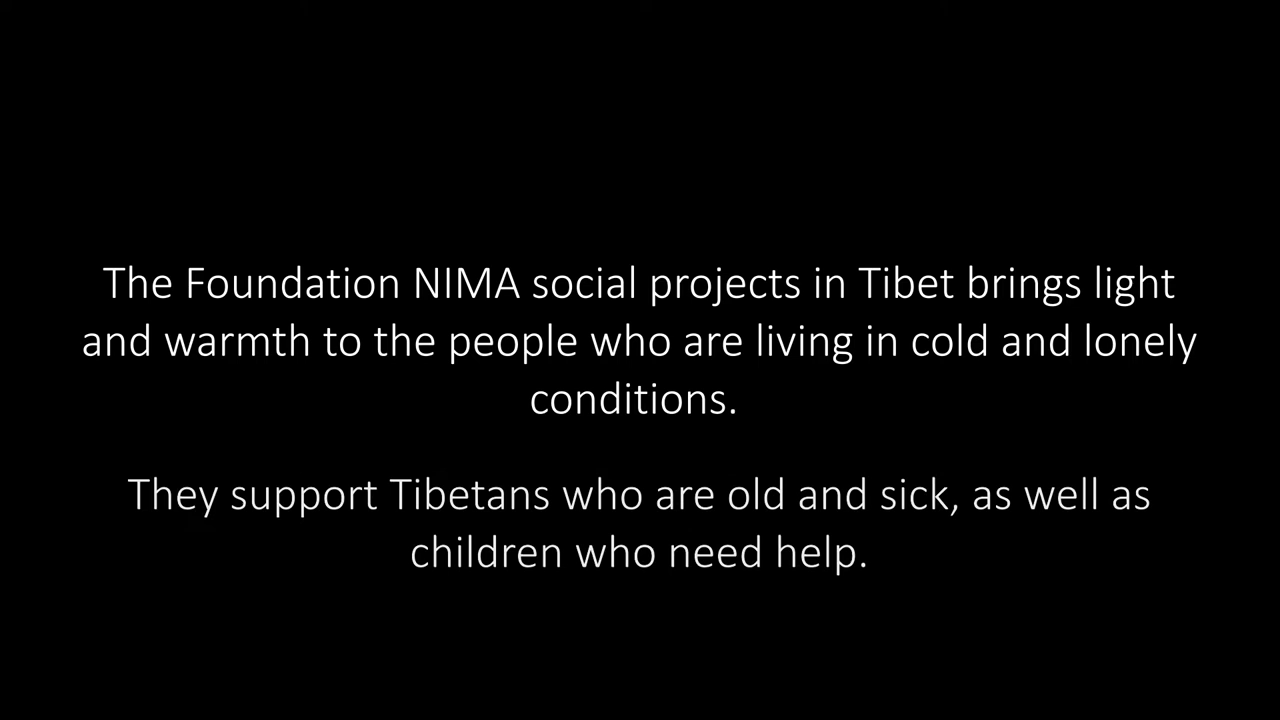 The Foundation NIMA social projects in Tibet brings light
and warmth to the people who are living in cold and lonely
conditions.
They support Tibetans who are old and sick, as well as
children who need help.